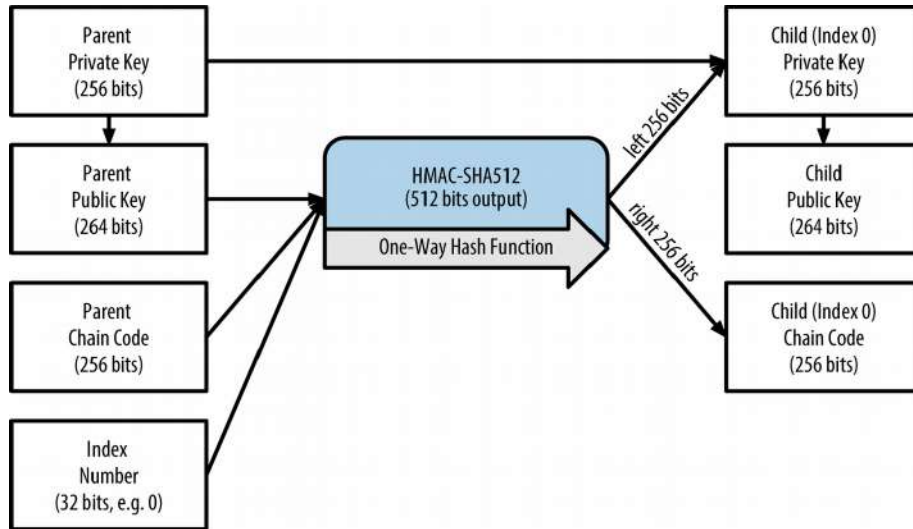 Parent
Private Key
(256 bits)
Parent
Public Key
(264 bits)
Parent
Chain Code
(256 bits)
Index
Number
(32 bits, e.g. 0)
HMAC-SHA512
(512 bits output)
One-Way Hash Function
left 256 bits
right 256 bits
Child (Index 0)
Private Key
(256 bits)
Child
Public Key
(264 bits)
Child (Index 0)
Chain Code
(256 bits)